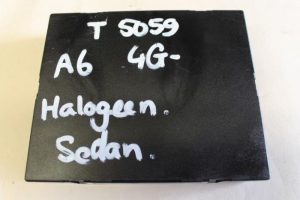 T 5059
A6 4G-
Halogeen.
Sedan.